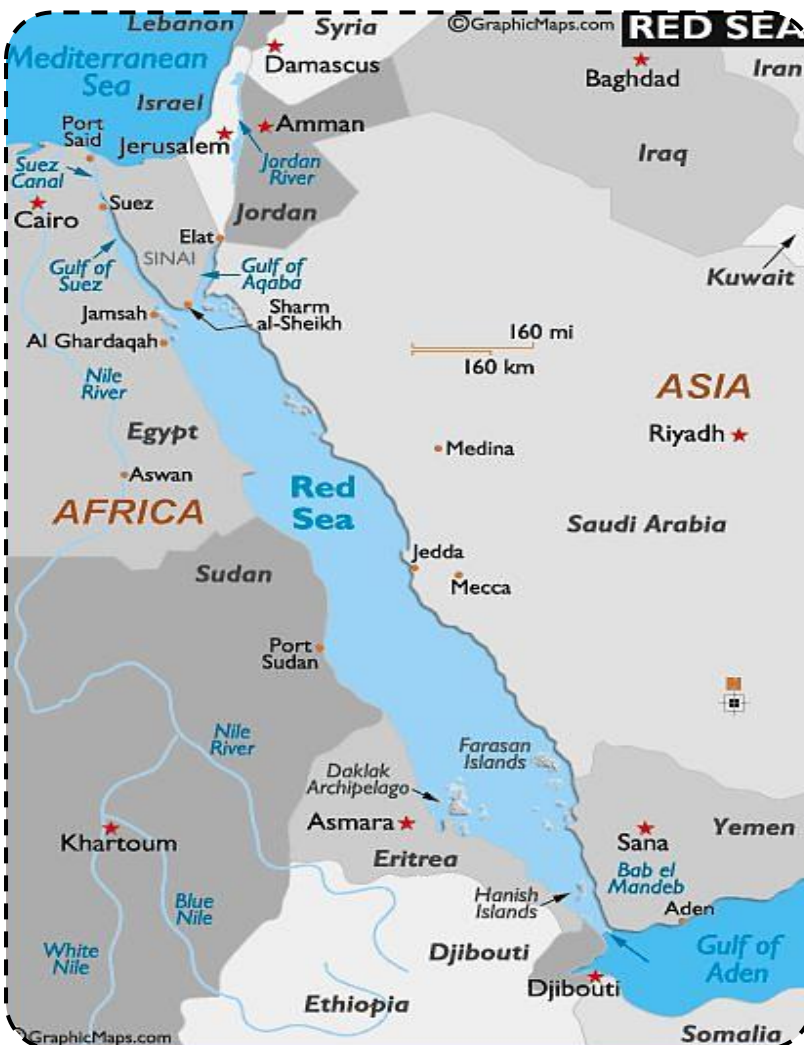 Lebanon
Syria
©GraphicMaps.com
RED SEA
Mediterranean
Sea
Damascus
Baghdad
Iran
Israel
Port
Said
Jerusalem
Amman
Iraq
Suez
Canal
Jordan
River
Cairo
Suez
Jordan
Elat
SINAI
Gulf of
Suez
Gulf of
Aqaba
Kuwait
Jamsah
Sharm
al-Sheikh
Al Ghardaqah
160 mi
160 km
Nile
River
ASIA
Egypt
Medina
Riyadh
Aswan
Red
Sea
AFRICA
Saudi Arabia
Jedda
Sudan
Mecca
Port
Sudan
N
Nile
River
Farasan
Islands
Daklak
Archipelago
Asmara
Khartoum
Sana
Yemen
Eritrea
Bab el
Mandeb
Hanish
Islands
Blue
Nile
Aden
White
Nile
Djibouti
Gulf of
Aden
Djibouti
Ethiopia
Somalia
©GraphicMaps.com